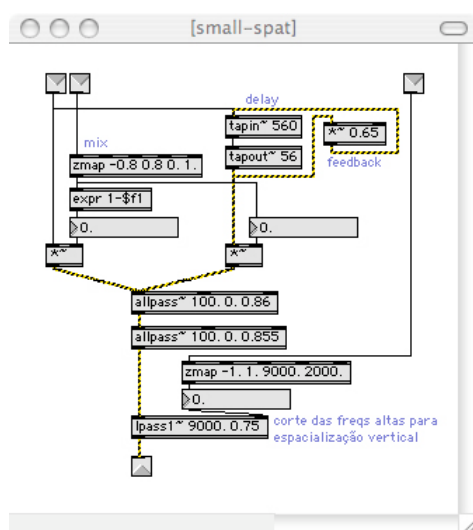 [small-spat]
delay
tapin~ 560
*~ 0.65
mix
tapout~ 56
feedback
zmap -0.8 0.8 0. 1.
expr 1-$f1
0.
0.
*~
*~
allpass~ 100. 0. 0.86
allpass~ 100. 0. 0.855
zmap -1. 1. 9000. 2000.
0.
lpass1~ 9000. 0.75
corte das freqs altas para
espacialização vertical